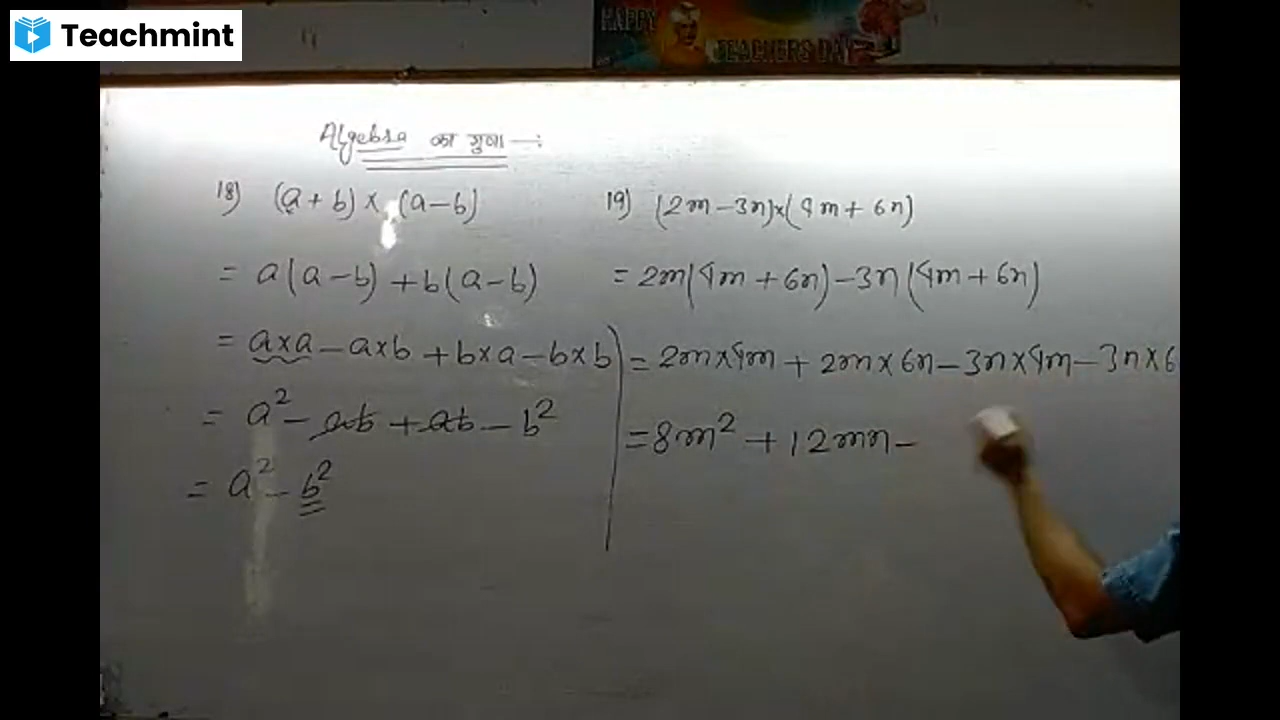 Teachmint
HAPPY
TEACHERS DAY
Algebra का गुणा —:
18) (a + b) × (a – b)
= a(a – b) + b(a – b)
= a×a – a×b + b×a – b×b
= a² – ab + ab – b²
= a² – b²
19) (2m – 3n)×(4m + 6n)
= 2m(4m + 6n) – 3n(4m + 6n)
= 2m×4m + 2m×6n – 3n×4m – 3n×6
= 8m² + 12mn –